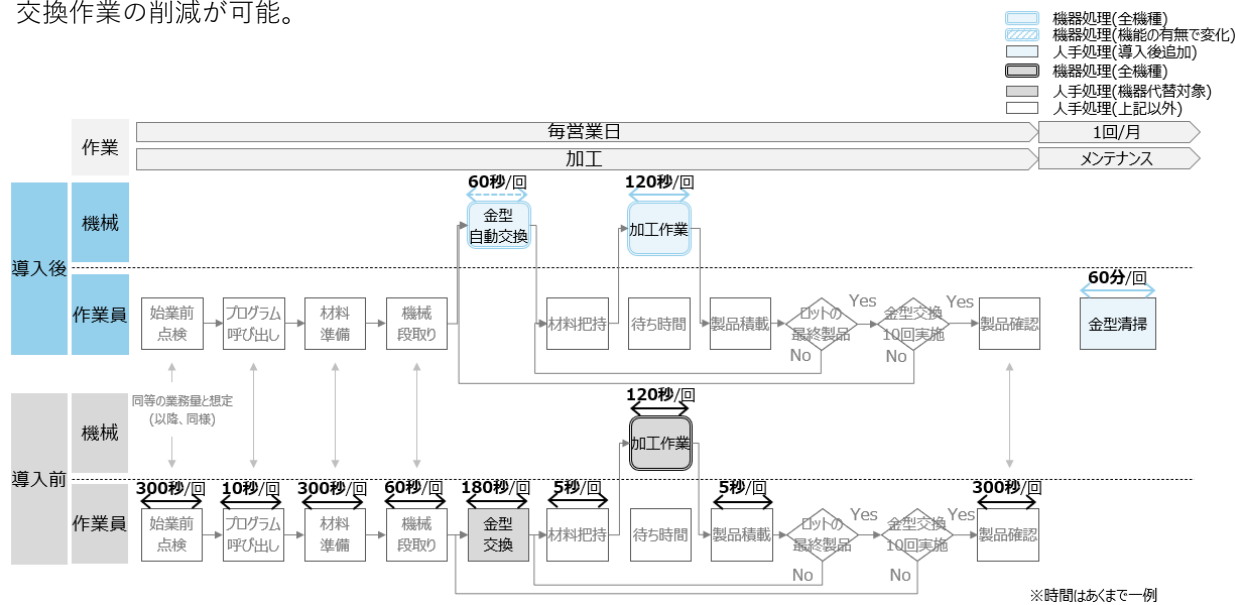 交換作業の削減が可能。
機器処理(全機種)
機器処理(機能の有無で変化)
人手処理(導入後追加)
機器処理(全機種)
人手処理(機器代替対象)
人手処理(上記以外)
作業
毎営業日
1回/月
加工
メンテナンス
導入後
機械
60秒/回
金型
自動交換
120秒/回
加工作業
作業員
始業前
点検
プログラム
呼び出し
材料
準備
機械
段取り
材料把持
待ち時間
製品積載
ロットの
最終製品
Yes
No
金型交換
10回実施
Yes
No
製品確認
60分/回
金型清掃
同等の業務量と想定
(以降、同様)
導入前
機械
120秒/回
加工作業
作業員
300秒/回
始業前
点検
10秒/回
プログラム
呼び出し
300秒/回
材料
準備
60秒/回
機械
段取り
180秒/回
金型
交換
5秒/回
材料把持
待ち時間
5秒/回
製品積載
ロットの
最終製品
Yes
No
金型交換
10回実施
Yes
No
300秒/回
製品確認
※時間はあくまで一例